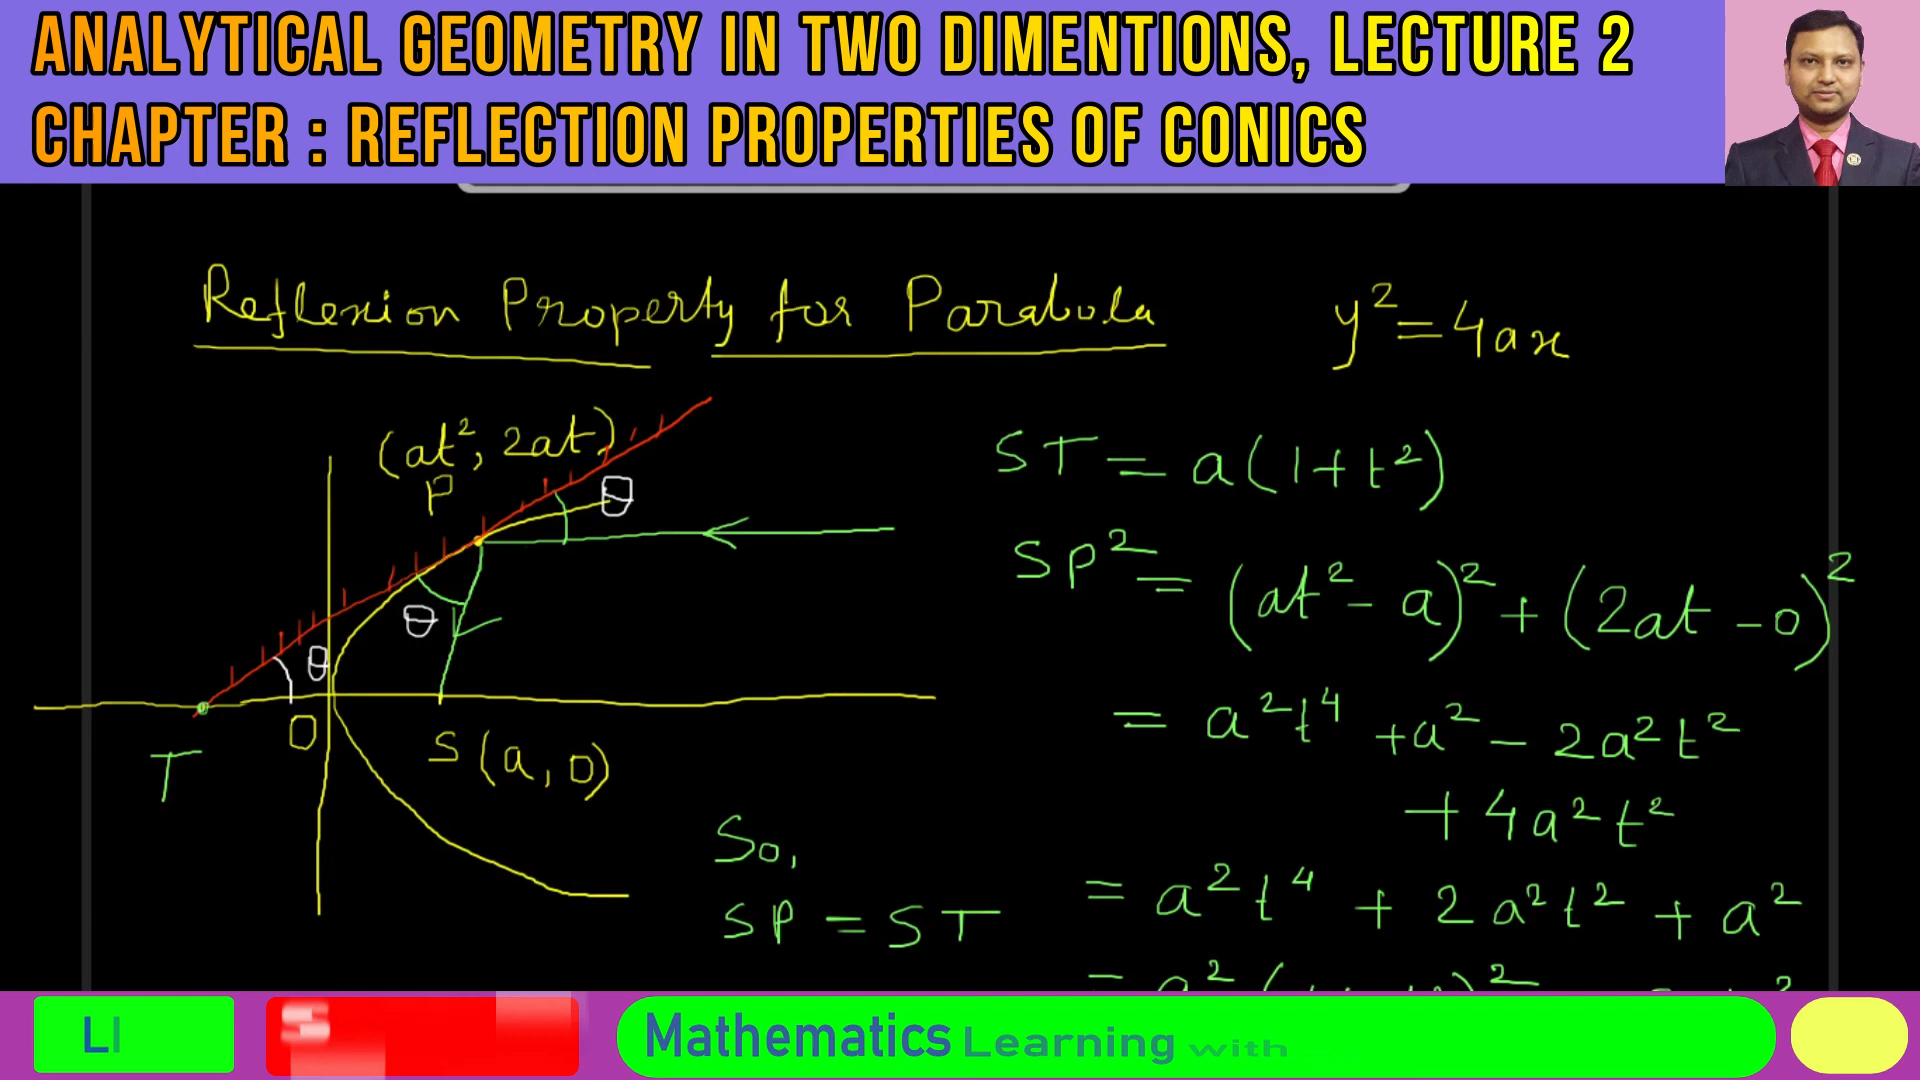 ANALYTICAL GEOMETRY IN TWO DIMENTIONS, LECTURE 2
CHAPTER : REFLECTION PROPERTIES OF CONICS
Reflexion Property for Parabola
y² = 4ax
(at², 2at)
P
θ
θ
θ
O
T
S(a, 0)
ST = a(1+t²)
SP² = (at² - a)² + (2at - 0)²
= a²t⁴ + a² - 2a²t²
+ 4a²t²
= a²t⁴ + 2a²t² + a²
So,
SP = ST
LI
Mathematics Learning with